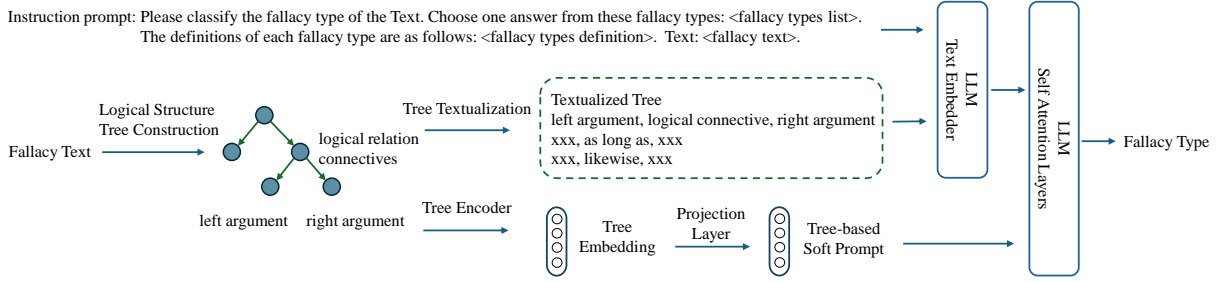 Instruction prompt: Please classify the fallacy type of the Text. Choose one answer from these fallacy types: <fallacy types list>.
The definitions of each fallacy type are as follows: <fallacy types definition>. Text: <fallacy text>.
Fallacy Text
Logical Structure
Tree Construction
logical relation
connectives
left argument
right argument
Tree Textualization
Textualized Tree
left argument, logical connective, right argument
xxx, as long as, xxx
xxx, likewise, xxx
Tree Encoder
Tree
Embedding
Projection
Layer
Tree-based
Soft Prompt
LLM
Text Embedder
LLM
Self Attention Layers
Fallacy Type